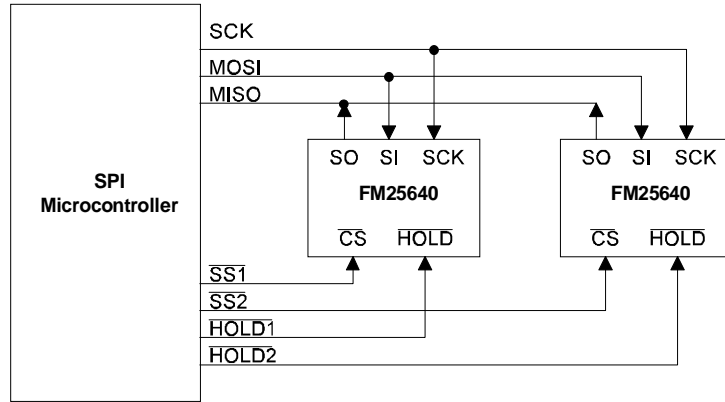 SCK
MOSI
MISO
SO SI SCK
FM25640
CS HOLD
SO SI SCK
FM25640
CS HOLD
SPI
Microcontroller
SS1
SS2
HOLD1
HOLD2